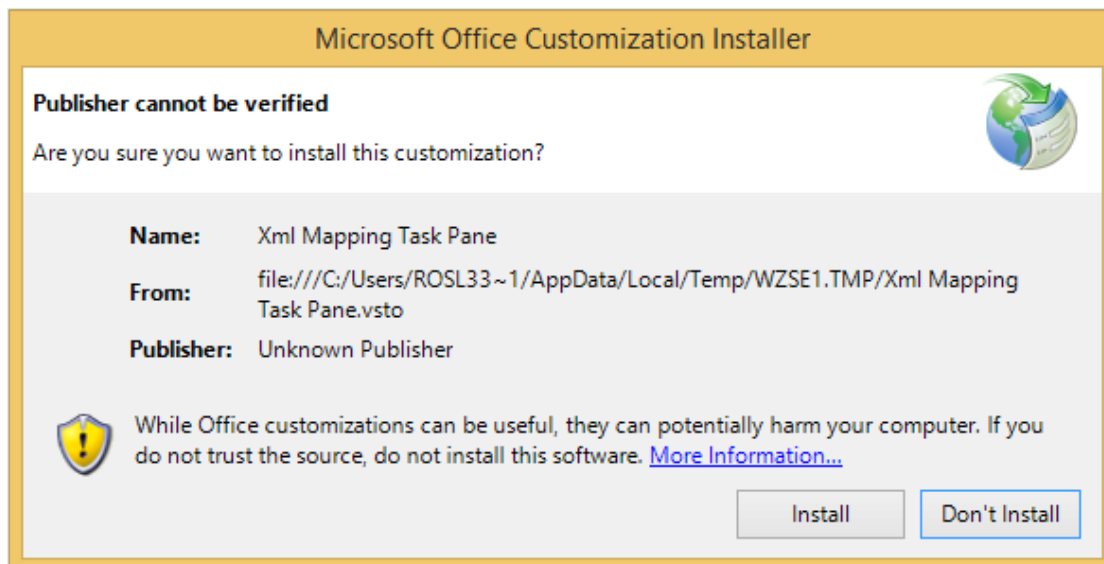 Microsoft Office Customization Installer
Publisher cannot be verified
Are you sure you want to install this customization?
Name: Xml Mapping Task Pane
From: file:///C:/Users/ROSL33~1/AppData/Local/Temp/WZSE1.TMP/Xml Mapping
Task Pane.vsto
Publisher: Unknown Publisher
While Office customizations can be useful, they can potentially harm your computer. If you
do not trust the source, do not install this software. More Information...
Install Don't Install